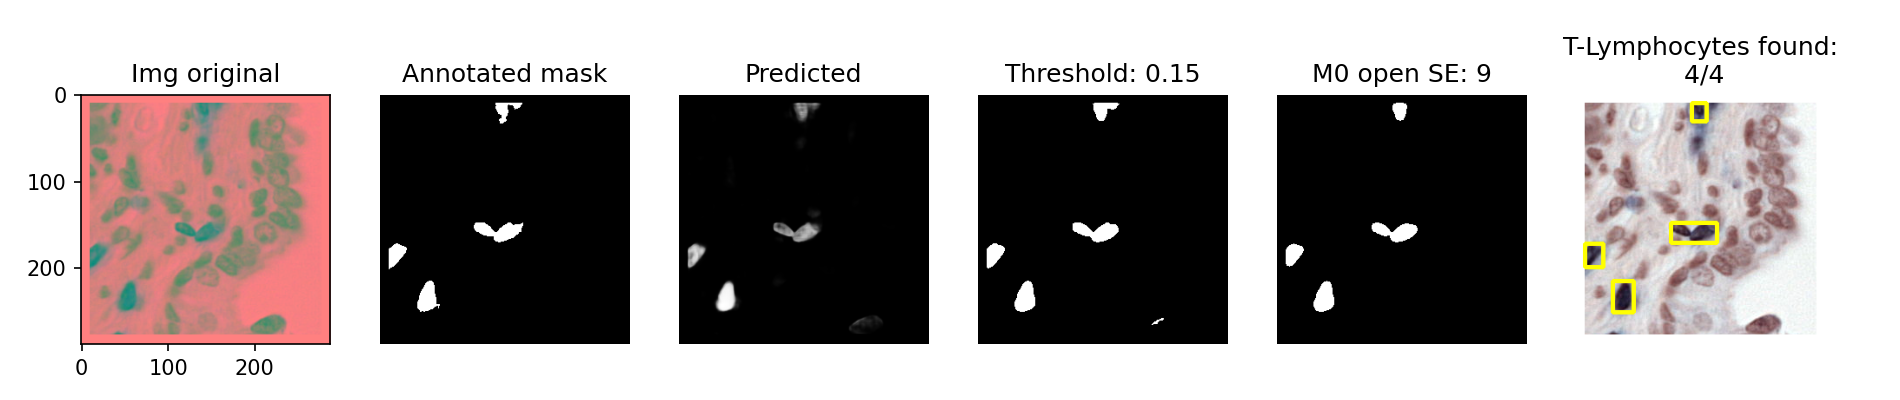 Img original
Annotated mask
Predicted
Threshold: 0.15
M0 open SE: 9
T-Lymphocytes found:
4/4
0
100
200
0
100
200